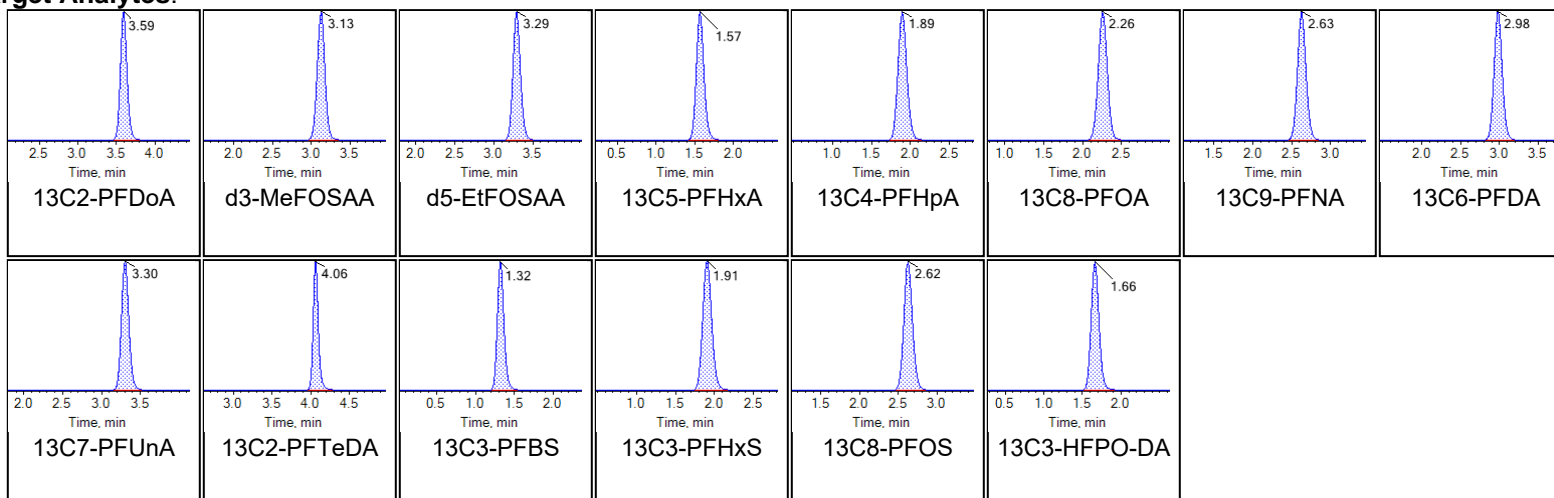 arget Analytes:
3.59 3.13 3.29 1.57 1.89 2.26 2.63 2.98
2.5 3.0 3.5 4.0 2.0 2.5 3.0 3.5 2.0 2.5 3.0 3.5 0.5 1.0 1.5 2.0 1.0 1.5 2.0 2.5 1.0 1.5 2.0 2.5 1.5 2.0 2.5 3.0 2.0 2.5 3.0 3.5
Time, min Time, min Time, min Time, min Time, min Time, min Time, min Time, min
13C2-PFDoA d3-MeFOSAA d5-EtFOSAA 13C5-PFHxA 13C4-PFHpA 13C8-PFOA 13C9-PFNA 13C6-PFDA
3.30 4.06 1.32 1.91 2.62 1.66
2.0 2.5 3.0 3.5 3.0 3.5 4.0 4.5 0.5 1.0 1.5 2.0 1.0 1.5 2.0 2.5 1.5 2.0 2.5 3.0 0.5 1.0 1.5 2.0
Time, min Time, min Time, min Time, min Time, min Time, min
13C7-PFUnA 13C2-PFTeDA 13C3-PFBS 13C3-PFHxS 13C8-PFOS 13C3-HFPO-DA